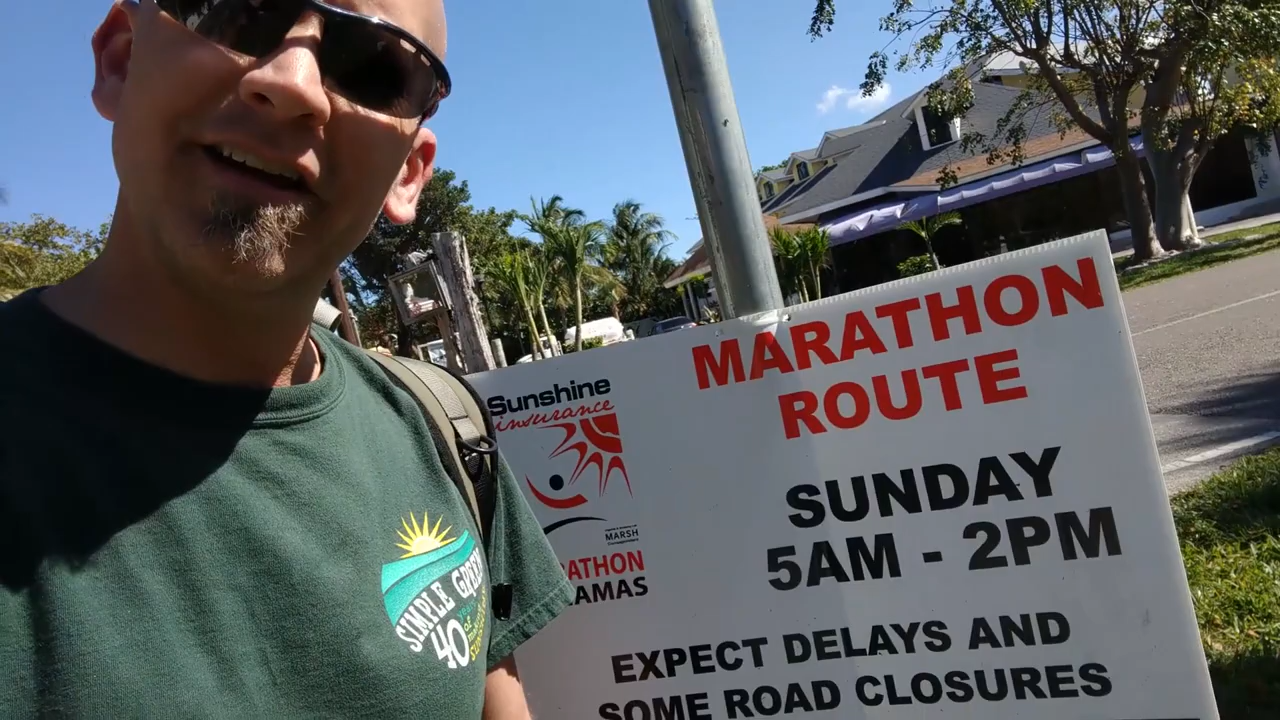 MARATHON
ROUTE
SUNDAY
5AM - 2PM
EXPECT DELAYS AND
SOME ROAD CLOSURES
Sunshine
insurance
MARSH
RATHON
AMAS
SIMPLE GREEN
40